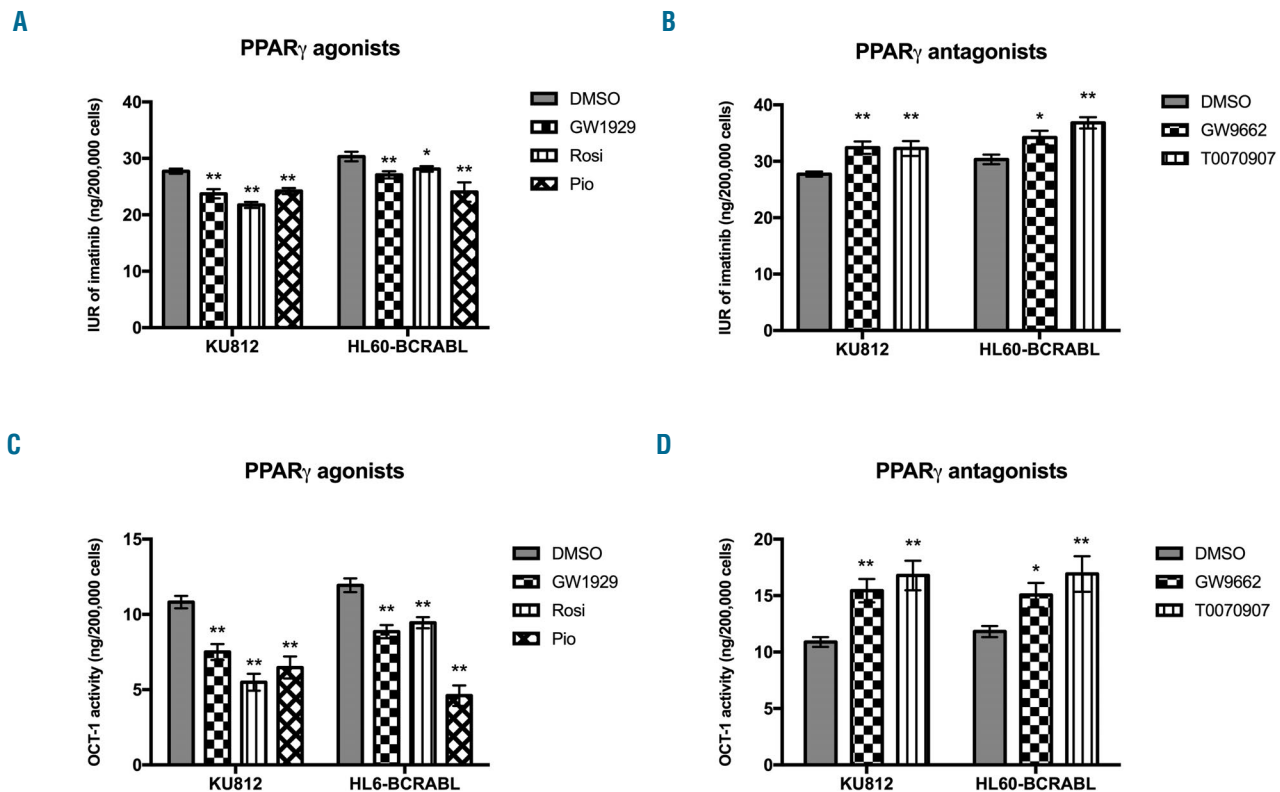 A
PPARγ agonists
IUR of imatinib (ng/200,000 cells)
40
30
20
10
0
** ** **
** * **
KU812
HL60-BCRABL
DMSO
GW1929
Rosi
Pio
B
PPARγ antagonists
IUR of imatinib (ng/200,000 cells)
40
30
20
10
0
** **
* **
KU812
HL60-BCRABL
DMSO
GW9662
T0070907
C
PPARγ agonists
OCT-1 activity (ng/200,000 cells)
15
10
5
0
** ** **
** ** **
KU812
HL6-BCRABL
DMSO
GW1929
Rosi
Pio
D
PPARγ antagonists
OCT-1 activity (ng/200,000 cells)
20
15
10
5
0
** **
* **
KU812
HL60-BCRABL
DMSO
GW9662
T0070907